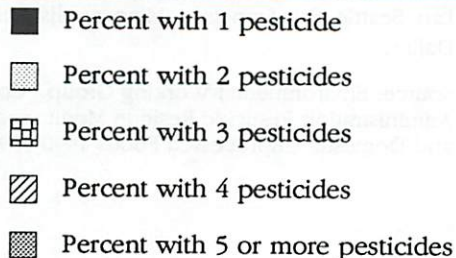 Percent with 1 pesticide
Percent with 2 pesticides
Percent with 3 pesticides
Percent with 4 pesticides
Percent with 5 or more pesticides